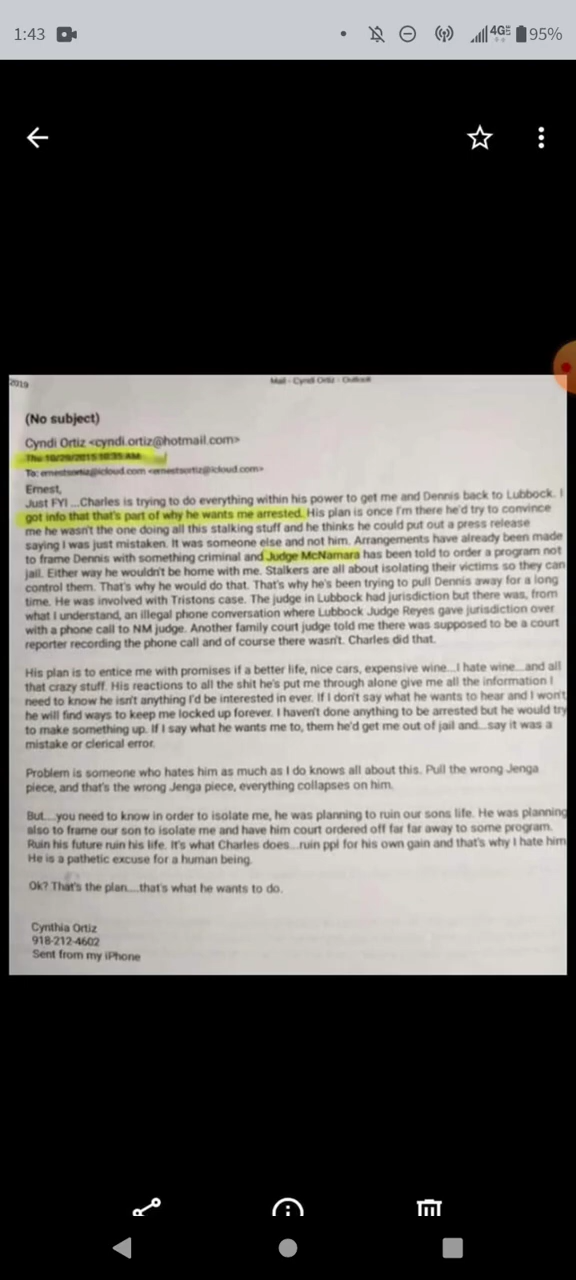 1:43
4G
95%
2019
Mail - Cyndi Ortiz - Outlook
(No subject)
Cyndi Ortiz <cyndi.ortiz@hotmail.com>
Thu 10/29/2015 10:35 AM
To: ernestsortiz@icloud.com <ernestsortiz@icloud.com>
Ernest,
Just FYI ...Charles is trying to do everything within his power to get me and Dennis back to Lubbock. I
got info that that's part of why he wants me arrested. His plan is once I'm there he'd try to convince
me he wasn't the one doing all this stalking stuff and he thinks he could put out a press release
saying I was just mistaken. It was someone else and not him. Arrangements have already been made
to frame Dennis with something criminal and Judge McNamara has been told to order a program not
jail. Either way he wouldn't be home with me. Stalkers are all about isolating their victims so they can
control them. That's why he would do that. That's why he's been trying to pull Dennis away for a long
time. He was involved with Tristons case. The judge in Lubbock had jurisdiction but there was, from
what I understand, an illegal phone conversation where Lubbock Judge Reyes gave jurisdiction over
with a phone call to NM judge. Another family court judge told me there was supposed to be a court
reporter recording the phone call and of course there wasn't. Charles did that.
His plan is to entice me with promises if a better life, nice cars, expensive wine...I hate wine...and all
that crazy stuff. His reactions to all the shit he's put me through alone give me all the information I
need to know he isn't anything I'd be interested in ever. If I don't say what he wants to hear and I won't
he will find ways to keep me locked up forever. I haven't done anything to be arrested but he would try
to make something up. If I say what he wants me to, them he'd get me out of jail and...say it was a
mistake or clerical error.
Problem is someone who hates him as much as I do knows all about this. Pull the wrong Jenga
piece, and that's the wrong Jenga piece, everything collapses on him.
But....you need to know in order to isolate me, he was planning to ruin our sons life. He was planning
also to frame our son to isolate me and have him court ordered off far far away to some program.
Ruin his future ruin his life. It's what Charles does...ruin ppl for his own gain and that's why I hate him
He is a pathetic excuse for a human being.
Ok? That's the plan....that's what he wants to do.
Cynthia Ortiz
918-212-4602
Sent from my iPhone